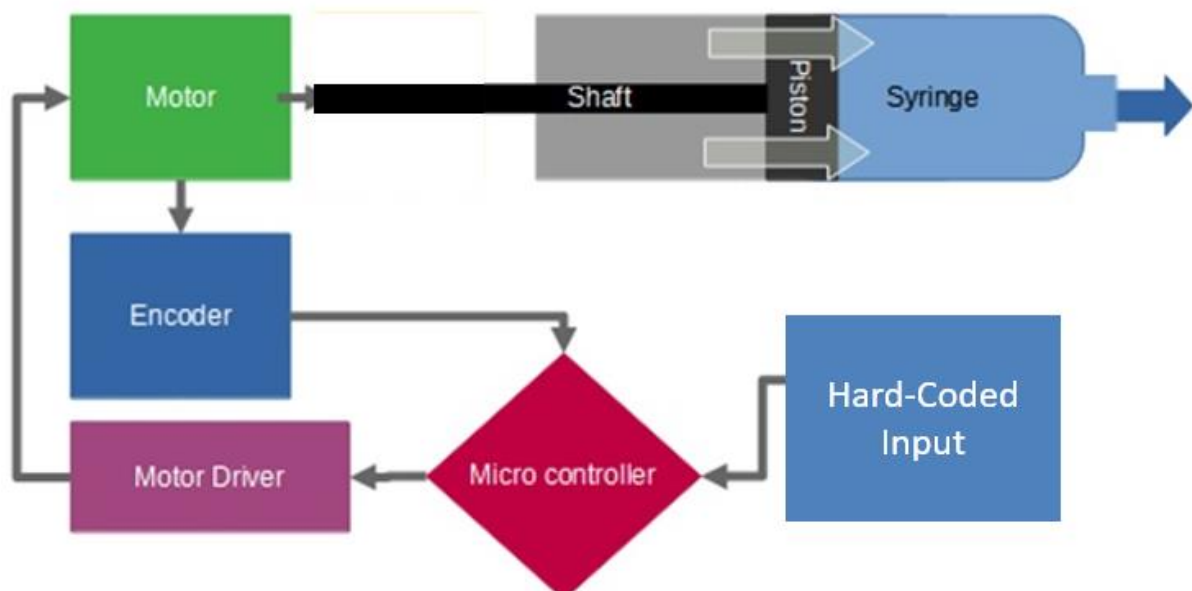 Motor
Shaft
Piston
Syringe
Encoder
Hard-Coded
Input
Motor Driver
Micro controller